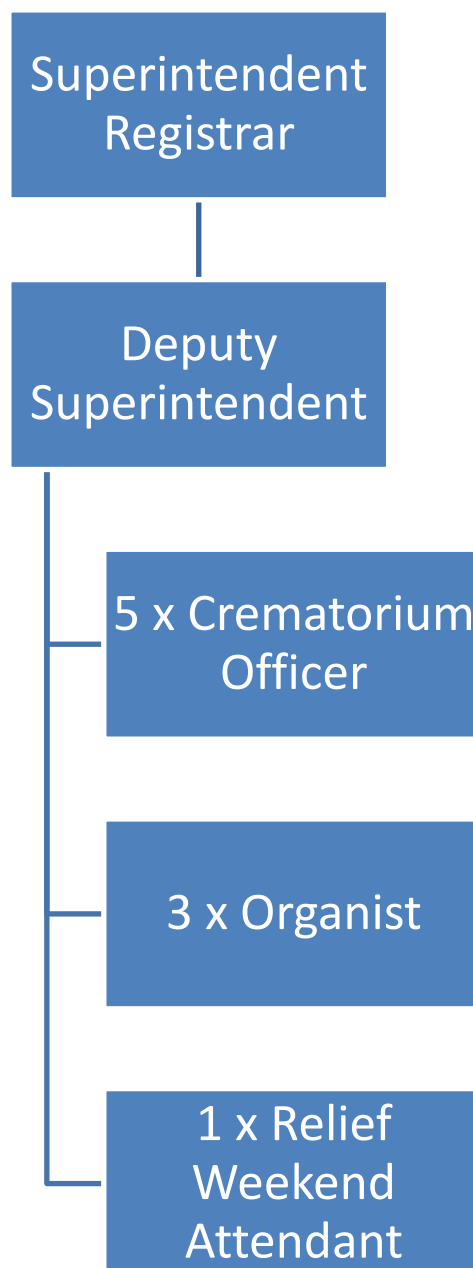 Superintendent
Registrar
Deputy
Superintendent
5 x Crematorium
Officer
3 x Organist
1 x Relief
Weekend
Attendant